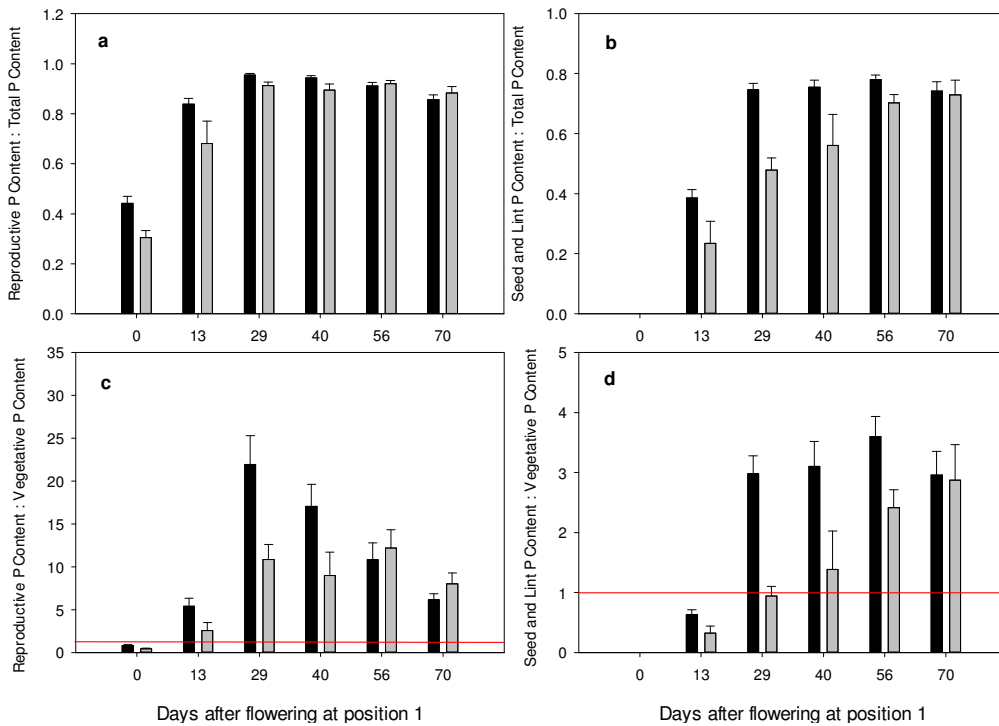 a
Reproductive P Content : Total P Content
1.2
1.0
0.8
0.6
0.4
0.2
0.0
0 13 29 40 56 70
b
Seed and Lint P Content : Total P Content
1.0
0.8
0.6
0.4
0.2
0.0
0 13 29 40 56 70
c
Reproductive P Content : Vegetative P Content
35
30
25
20
15
10
5
0
0 13 29 40 56 70
Days after flowering at position 1
d
Seed and Lint P Content : Vegetative P Content
5
4
3
2
1
0
0 13 29 40 56 70
Days after flowering at position 1